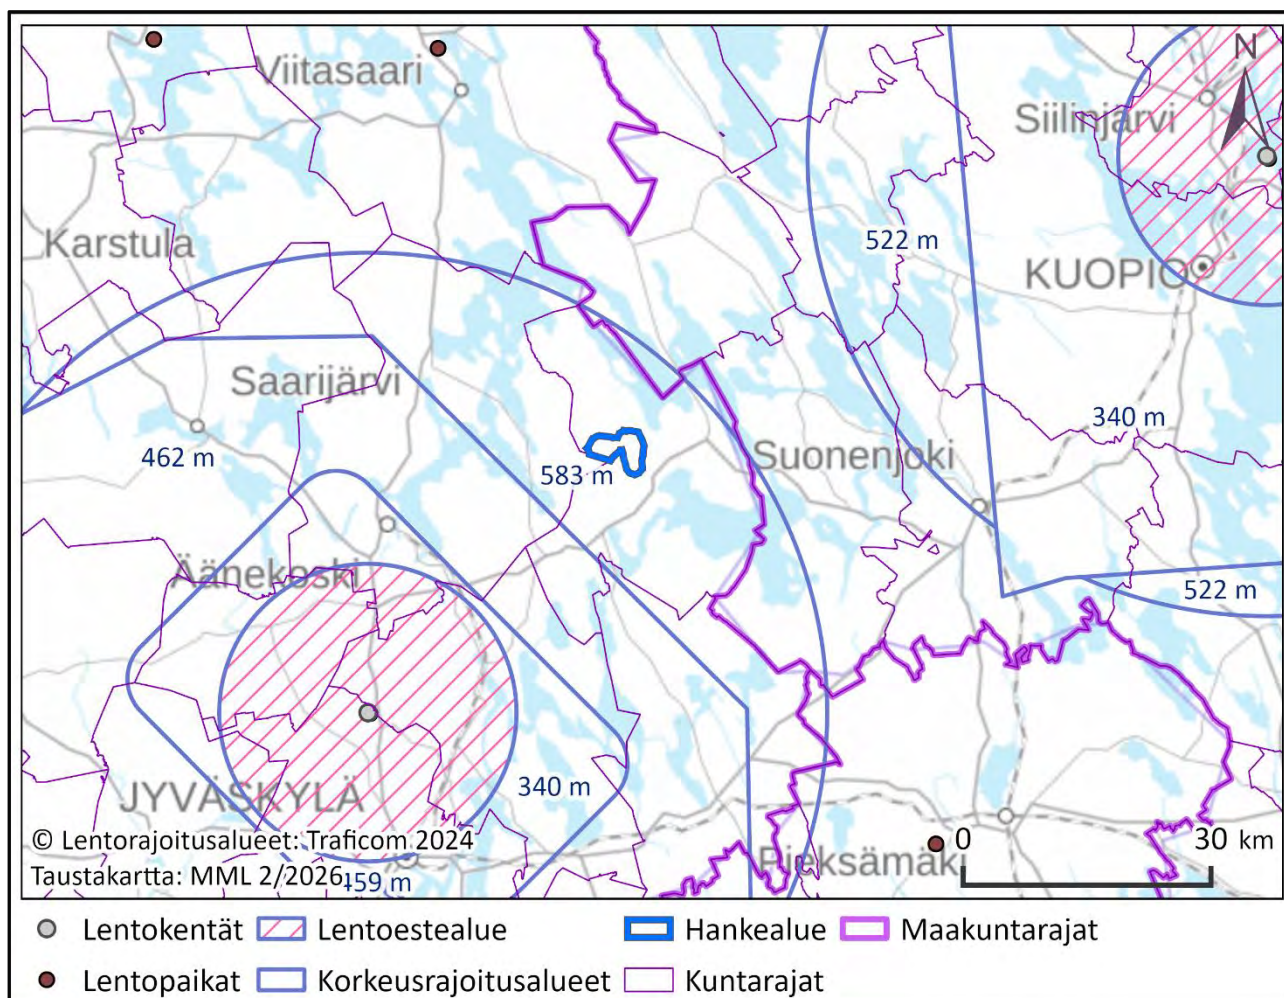 Viitasaari
N
Siilinjärvi
Karstula
522 m
KUOPIO
Saarijärvi
340 m
462 m
583 m
Suonenjoki
Äänekoski
522 m
JYVÄSKYLÄ
340 m
© Lentorajoitusalueet: Traficom 2024
Pieksämäki
0 30 km
Taustakartta: MML 2/2026
459 m
Lentokentät Lentoestealue Hankealue Maakuntarajat
Lentopaikat Korkeusrajoitusalueet Kuntarajat